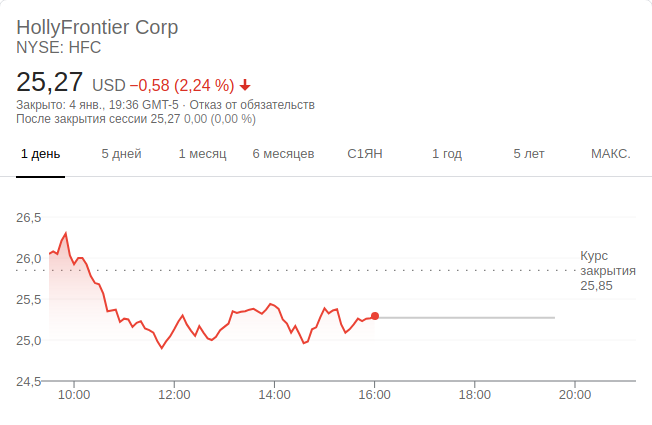 HollyFrontier Corp
NYSE: HFC
25,27 USD −0,58 (2,24 %)
Закрыто: 4 янв., 19:36 GMT-5 · Отказ от обязательств
После закрытия сессии 25,27 0,00 (0,00 %)
1 день 5 дней 1 месяц 6 месяцев С1ЯН 1 год 5 лет МАКС.
26,5
26,0
Курс
закрытия
25,85
25,5
25,0
24,5
10:00 12:00 14:00 16:00 18:00 20:00